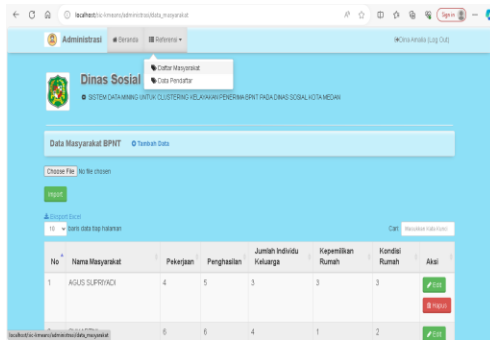 localhost/sc-kmeans/administrasi/data_masyarakat
Sign in
Administrasi Beranda Referensi
Dina Amalia (Log Out)
Daftar Masyarakat
Data Pendaftar
Dinas Sosial
SISTEM DATA MINING UNTUK CLUSTERING KELAYAKAN PENERIMA BPNT PADA DINAS SOSIAL KOTA MEDAN
Data Masyarakat BPNT Tambah Data
Choose File No file chosen
Import
Eksport Excel
10 baris data tiap halaman
Cari
No Nama Masyarakat Pekerjaan Penghasilan Jumlah Individu Keluarga Kepemilikan Rumah Kondisi Rumah Aksi
1 AGUS SUPRIYADI 4 5 3 3 3 Edit
Hapus
6 6 4 1 2 Edit
localhost/sc-kmeans/administrasi/data_masyarakat